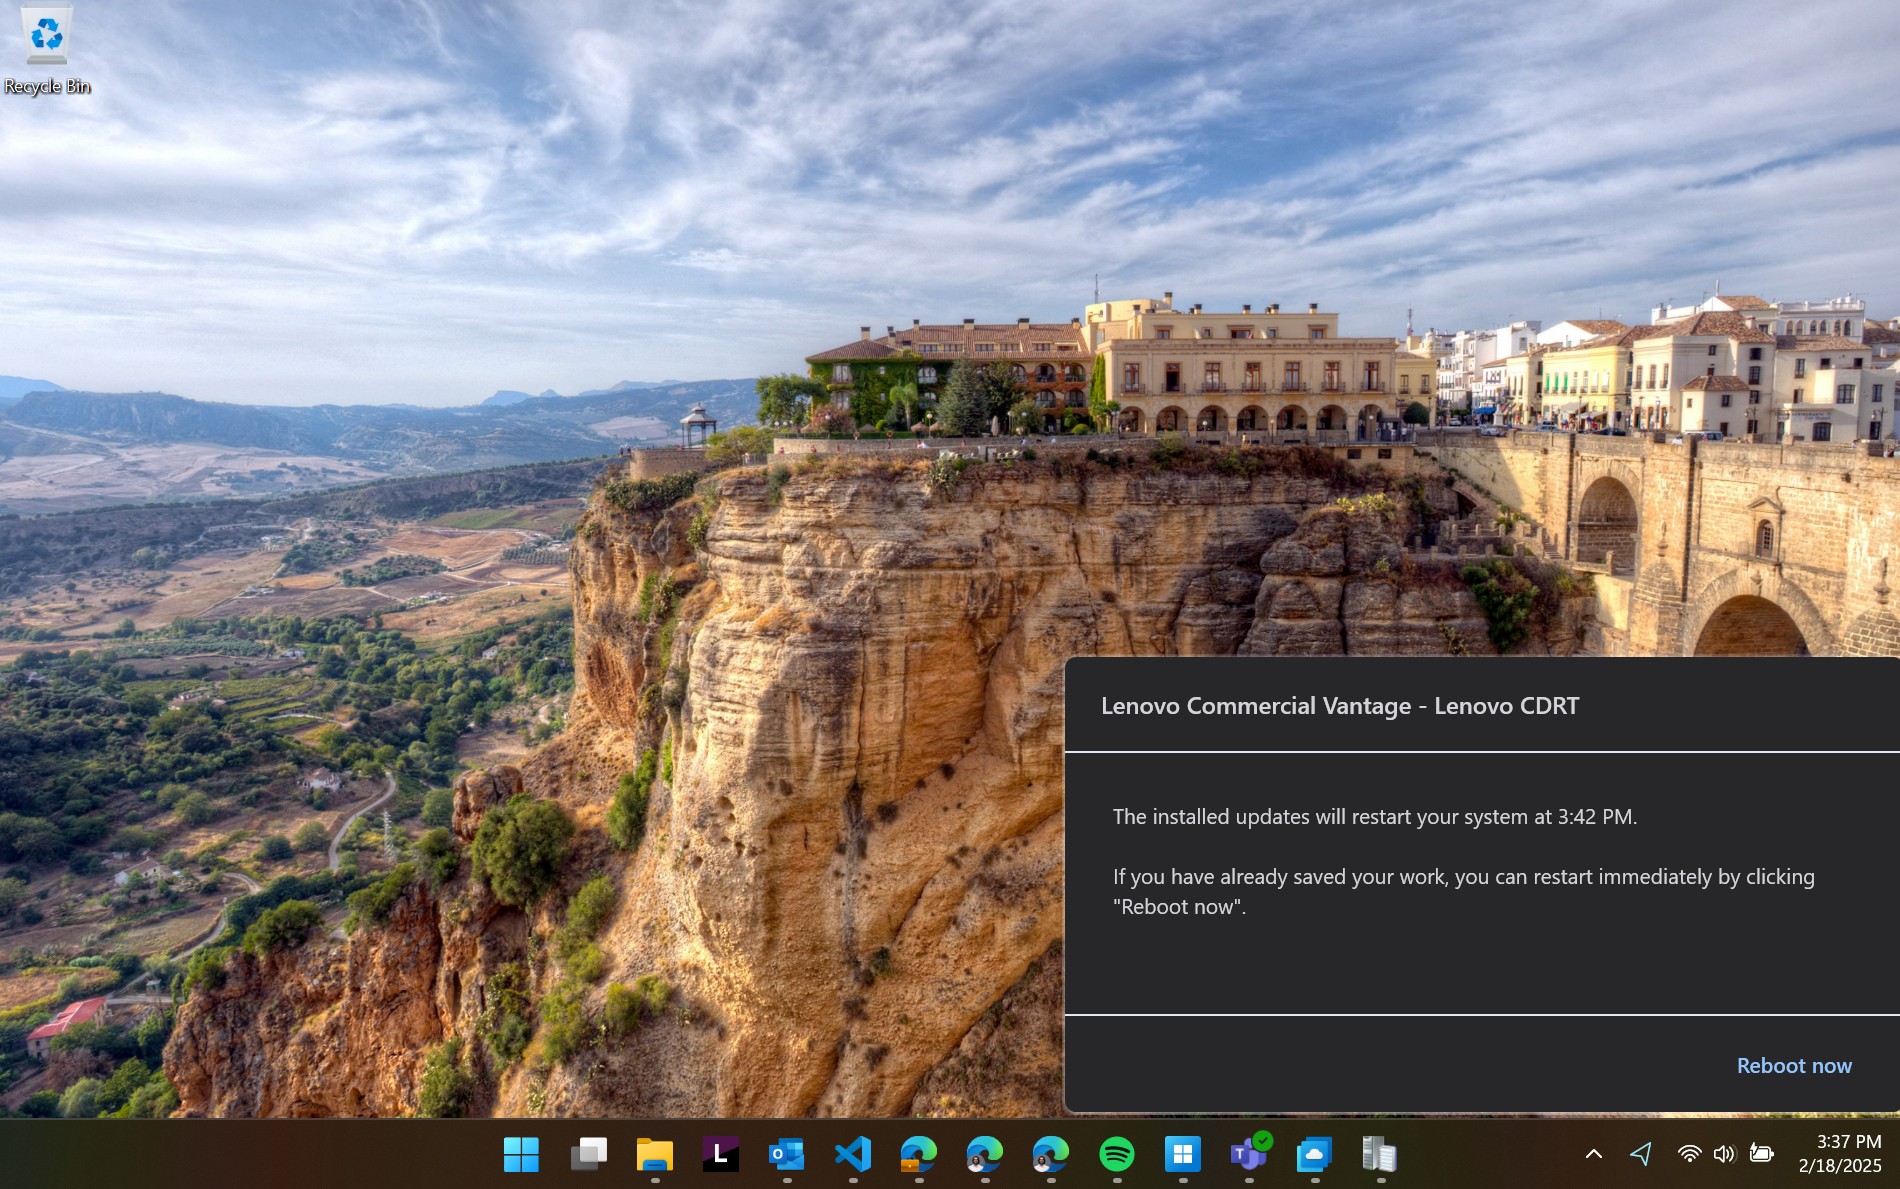 Recycle Bin
Lenovo Commercial Vantage - Lenovo CDRT
The installed updates will restart your system at 3:42 PM.
If you have already saved your work, you can restart immediately by clicking
"Reboot now".
Reboot now
L
3:37 PM
2/18/2025